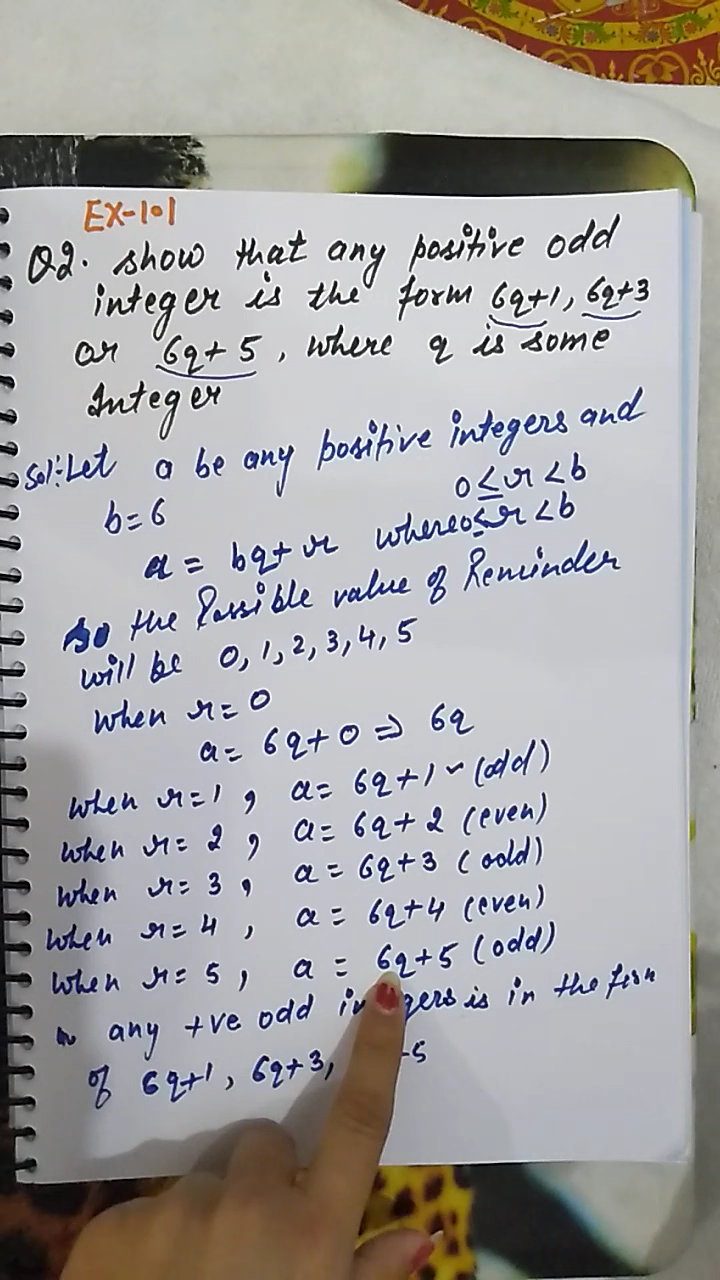 EX-1.1
Q2. show that any positive odd
integer is the form 6q+1, 6q+3
or 6q+5, where q is some
Integer
Sol:-Let a be any positive integers and
b=6 0≤r<b
a = bq+r where 0≤r<b
so the Possible value of Reminder
will be 0,1,2,3,4,5
when r=0
a= 6q+0 ⇒ 6q
when r=1, a= 6q+1 - (odd)
when r= 2, a= 6q+2 (even)
when r= 3, a= 6q+3 (odd)
when r= 4, a= 6q+4 (even)
when r= 5, a = 6q+5 (odd)
any +ve odd is in the
of 6q+1, 6q+3, 5